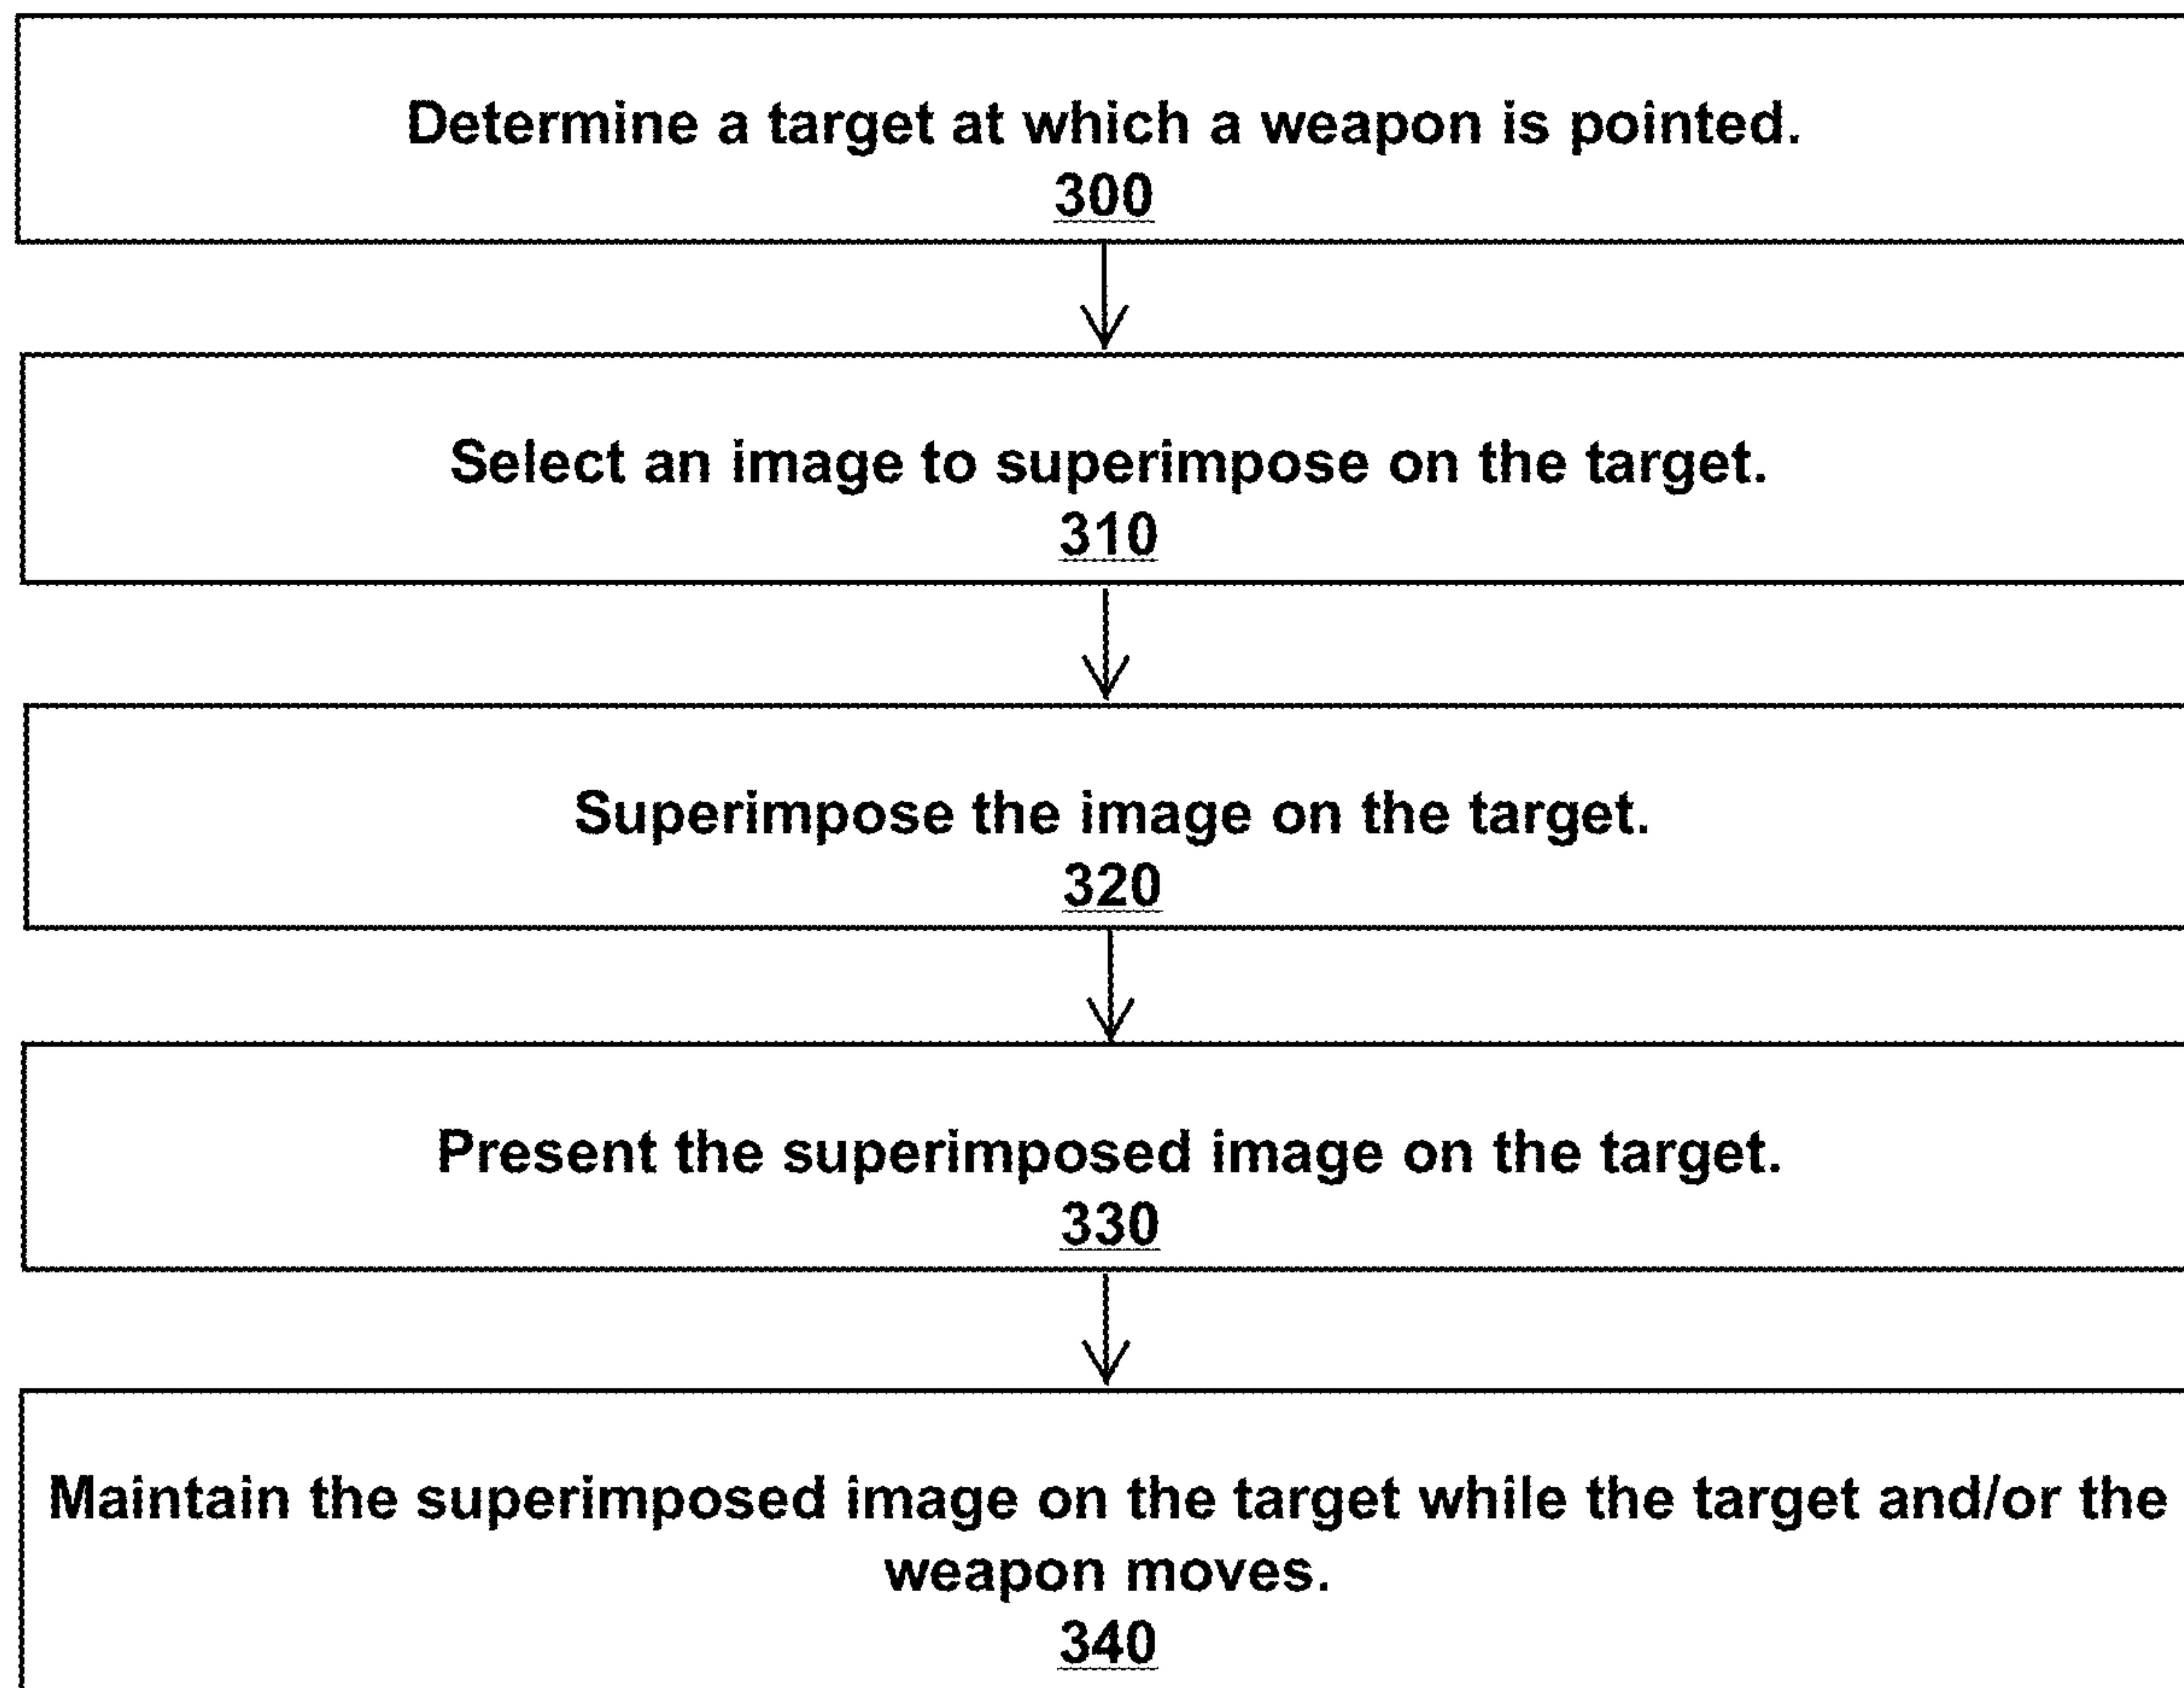 Determine a target at which a weapon is pointed.
300
Select an image to superimpose on the target.
310
Superimpose the image on the target.
320
Present the superimposed image on the target.
330
Maintain the superimposed image on the target while the target and/or the
weapon moves.
340